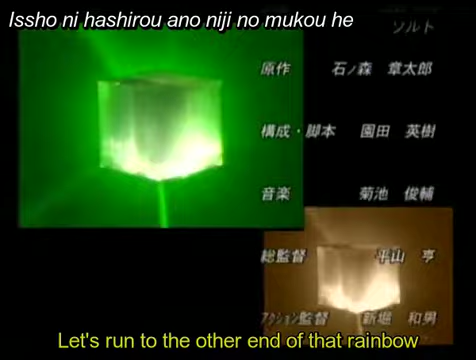 Issho ni hashirou ano niji no mukou he
ソルト
原作 石ノ森 章太郎
構成・脚本 園田 英樹
音楽 菊池 俊輔
総監督 平山 亨
アクション監督 新堀 和男
Let's run to the other end of that rainbow